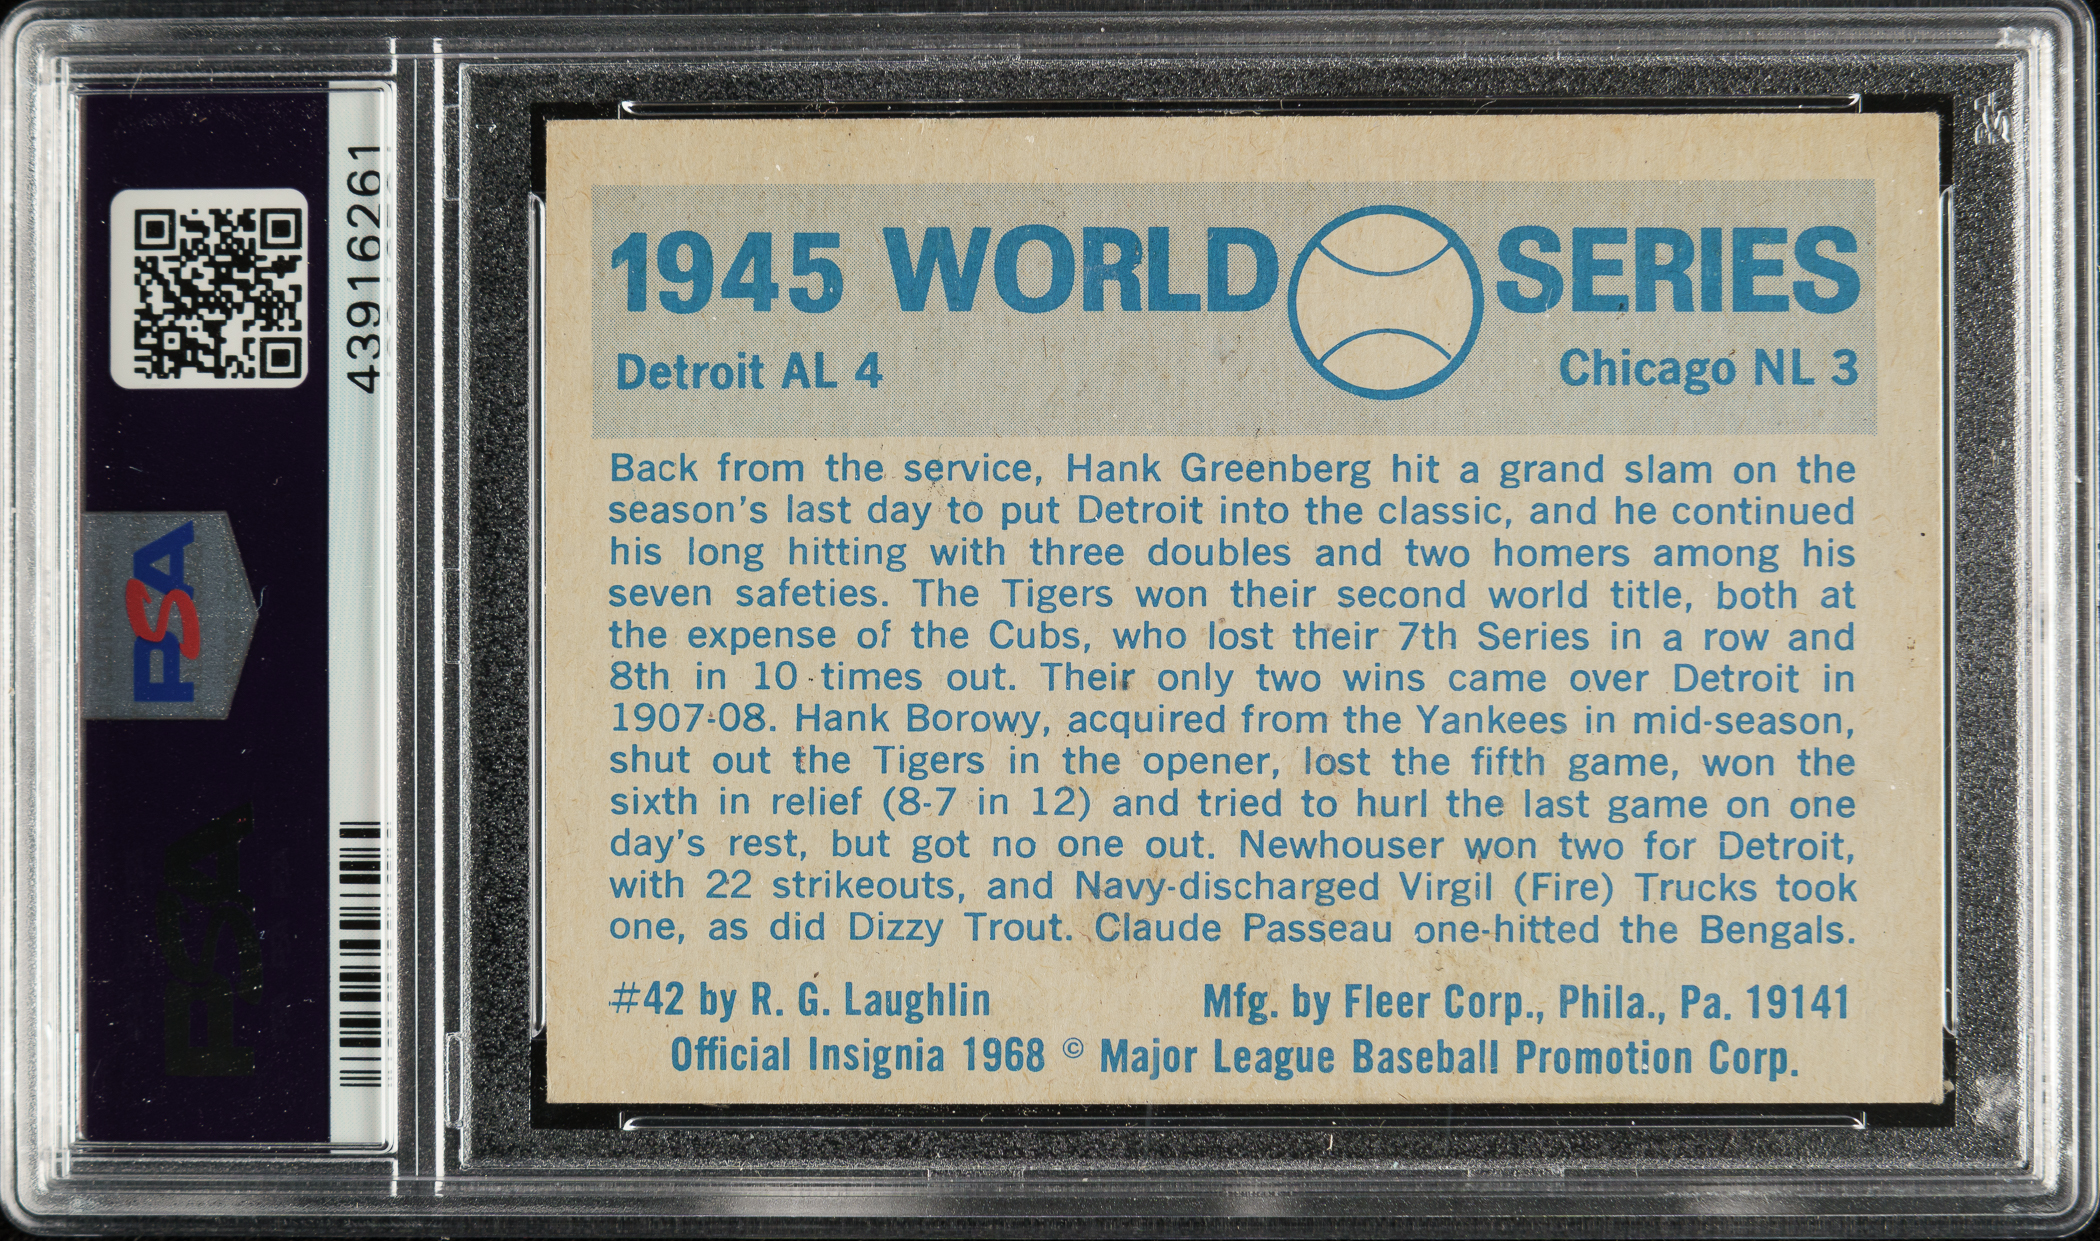 43916261
PSA
PSA
1945 WORLD SERIES
Detroit AL 4 Chicago NL 3
Back from the service, Hank Greenberg hit a grand slam on the
season's last day to put Detroit into the classic, and he continued
his long hitting with three doubles and two homers among his
seven safeties. The Tigers won their second world title, both at
the expense of the Cubs, who lost their 7th Series in a row and
8th in 10 times out. Their only two wins came over Detroit in
1907-08. Hank Borowy, acquired from the Yankees in mid-season,
shut out the Tigers in the opener, lost the fifth game, won the
sixth in relief (8-7 in 12) and tried to hurl the last game on one
day's rest, but got no one out. Newhouser won two for Detroit,
with 22 strikeouts, and Navy-discharged Virgil (Fire) Trucks took
one, as did Dizzy Trout. Claude Passeau one-hitted the Bengals.
#42 by R. G. Laughlin Mfg. by Fleer Corp., Phila., Pa. 19141
Official Insignia 1968 © Major League Baseball Promotion Corp.